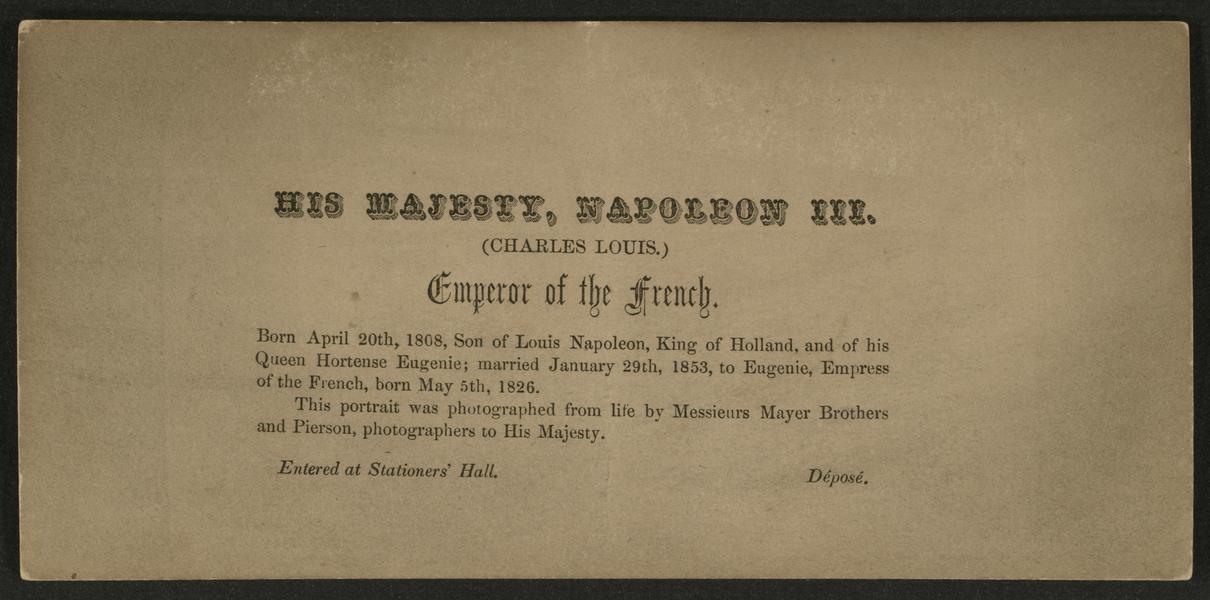 HIS MAJESTY, NAPOLEON III.
(CHARLES LOUIS.)
Emperor of the French.
Born April 20th, 1808, Son of Louis Napoleon, King of Holland, and of his
Queen Hortense Eugenie; married January 29th, 1853, to Eugenie, Empress
of the French, born May 5th, 1826.
This portrait was photographed from life by Messieurs Mayer Brothers
and Pierson, photographers to His Majesty.
Entered at Stationers' Hall. Déposé.